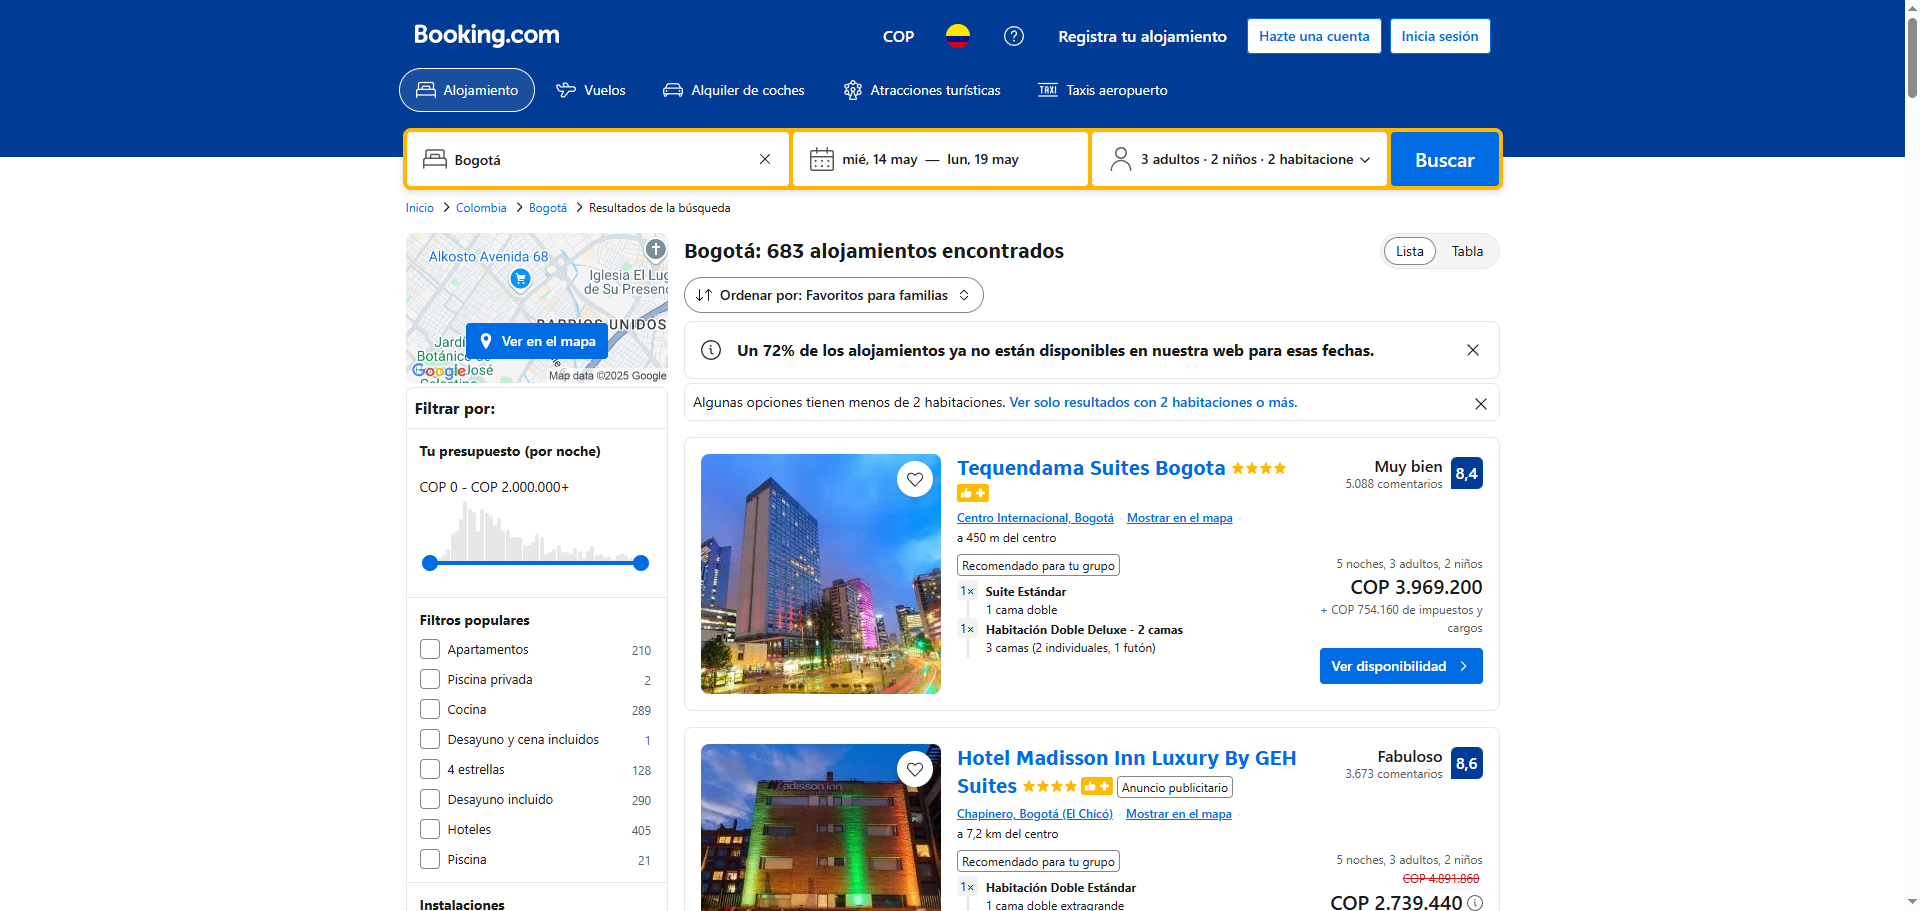 Booking.com
COP
Registra tu alojamiento
Hazte una cuenta
Inicia sesión
Alojamiento
Vuelos
Alquiler de coches
Atracciones turísticas
TAXI Taxis aeropuerto
Bogotá
mié, 14 may — lun, 19 may
3 adultos · 2 niños · 2 habitacione
Buscar
Inicio
Colombia
Bogotá
Resultados de la búsqueda
Alkosto Avenida 68
Iglesia El Lug
de Su Presenc
BARRIOS UNIDOS
Ver en el mapa
Jardí
Botánico de
José
Celestino
Google
Map data ©2025 Google
Filtrar por:
Tu presupuesto (por noche)
COP 0 - COP 2.000.000+
Filtros populares
Apartamentos 210
Piscina privada 2
Cocina 289
Desayuno y cena incluidos 1
4 estrellas 128
Desayuno incluido 290
Hoteles 405
Piscina 21
Instalaciones
Bogotá: 683 alojamientos encontrados
Lista
Tabla
Ordenar por: Favoritos para familias
Un 72% de los alojamientos ya no están disponibles en nuestra web para esas fechas.
Algunas opciones tienen menos de 2 habitaciones. Ver solo resultados con 2 habitaciones o más.
Tequendama Suites Bogota
Muy bien
5.088 comentarios
8,4
Centro Internacional, Bogotá · Mostrar en el mapa ·
a 450 m del centro
Recomendado para tu grupo
1× Suite Estándar
1 cama doble
1× Habitación Doble Deluxe - 2 camas
3 camas (2 individuales, 1 futón)
5 noches, 3 adultos, 2 niños
COP 3.969.200
+ COP 754.160 de impuestos y
cargos
Ver disponibilidad
madisson inn
Hotel Madisson Inn Luxury By GEH
Suites
Anuncio publicitario
Fabuloso
3.673 comentarios
8,6
Chapinero, Bogotá (El Chicó) · Mostrar en el mapa ·
a 7,2 km del centro
Recomendado para tu grupo
1× Habitación Doble Estándar
1 cama doble extragrande
5 noches, 3 adultos, 2 niños
COP 4.891.860
COP 2.739.440